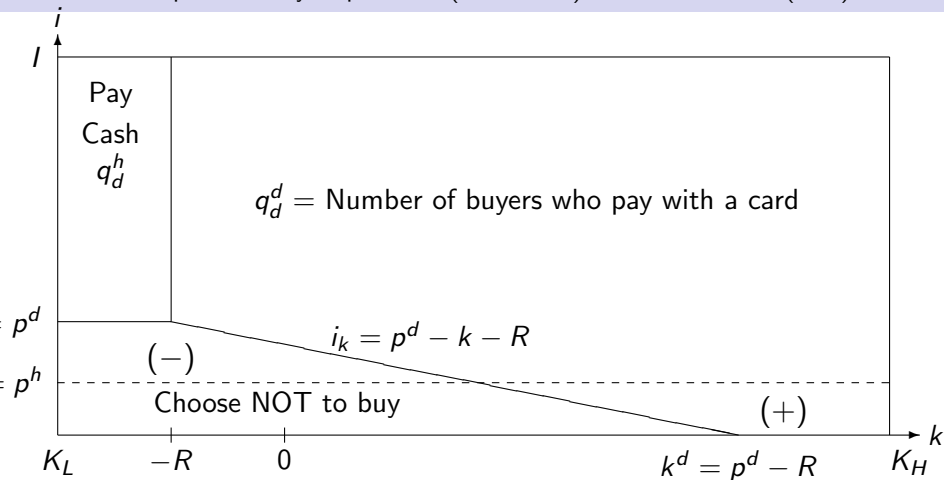 i
I
Pay
Cash
q_d^h
q_d^d = Number of buyers who pay with a card
= p^d
i_k = p^d − k − R
(−)
= p^h
Choose NOT to buy
(+)
k
K_L
−R
0
k^d = p^d − R
K_H